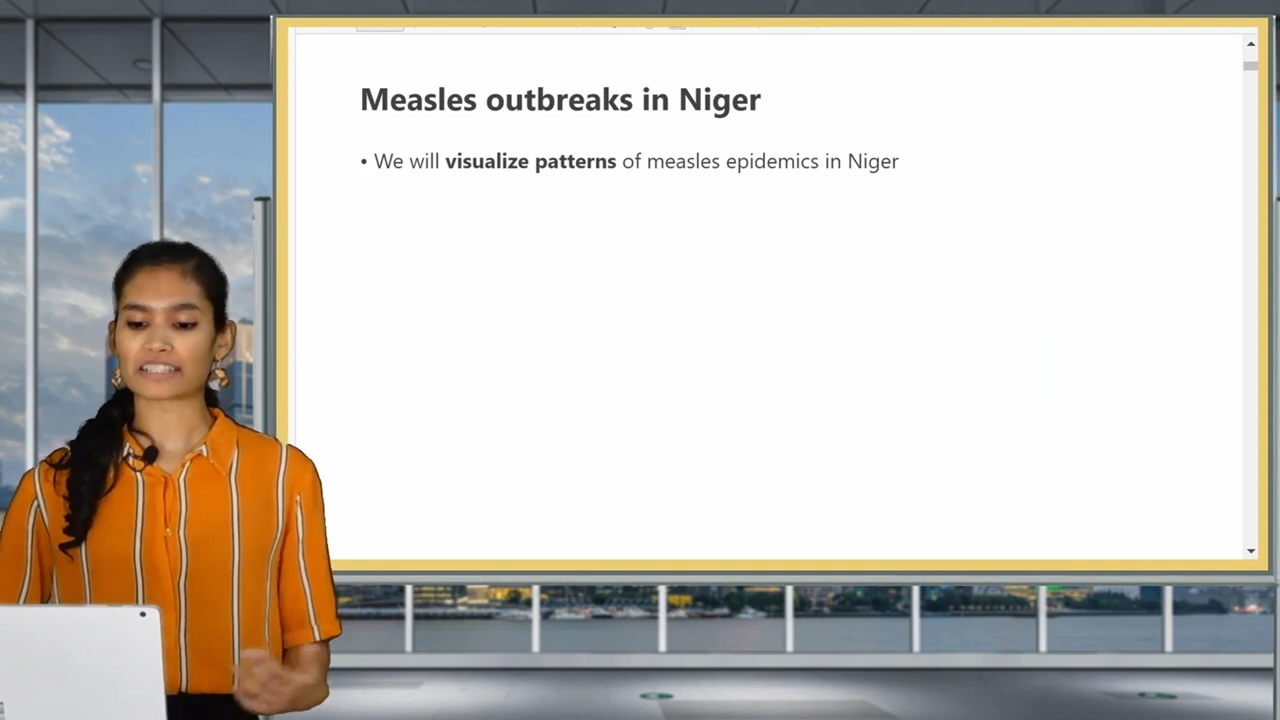 Measles outbreaks in Niger
• We will visualize patterns of measles epidemics in Niger